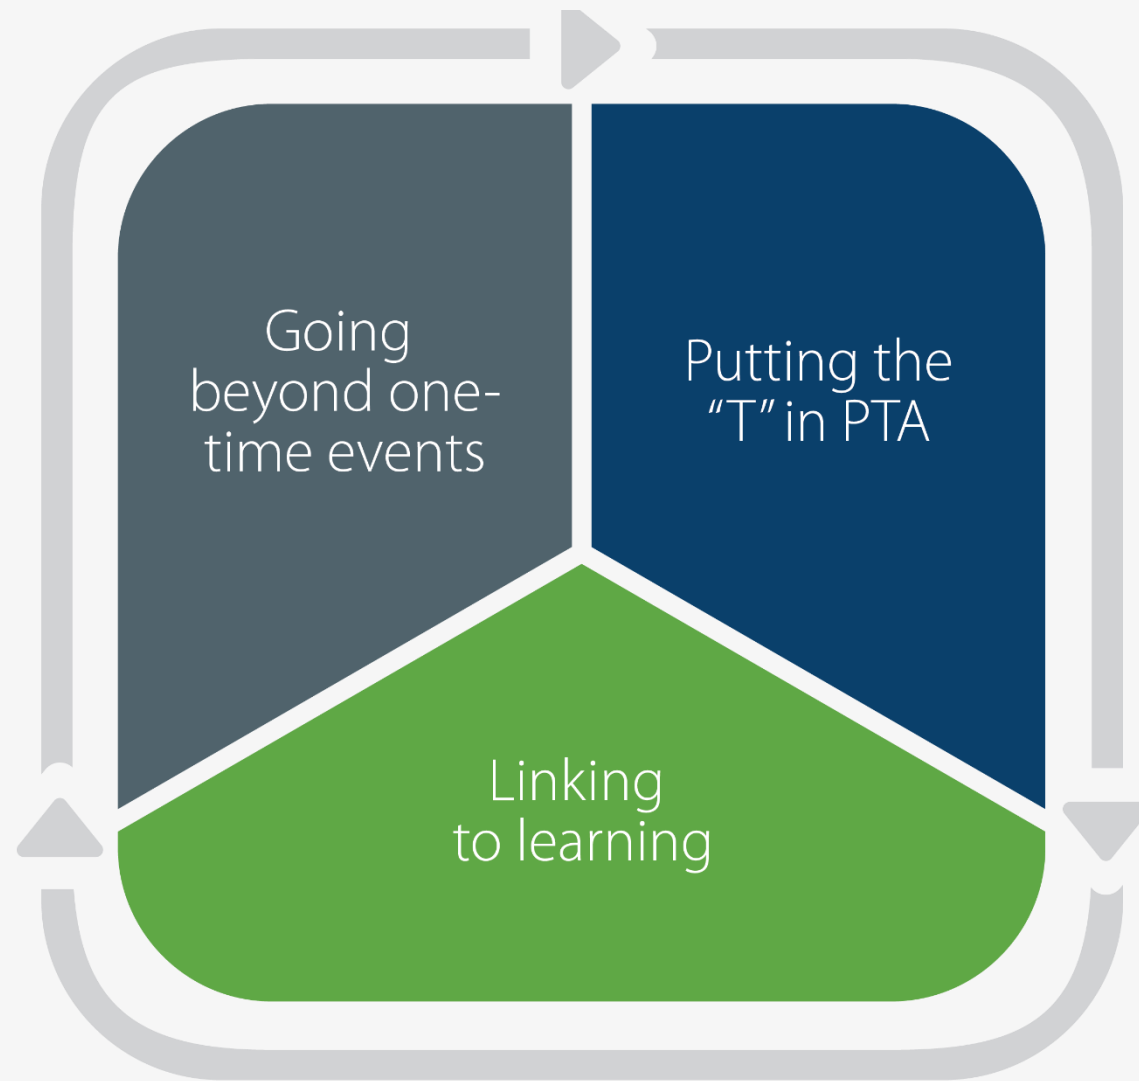 Going
beyond one-
time events
Putting the
“T” in PTA
Linking
to learning